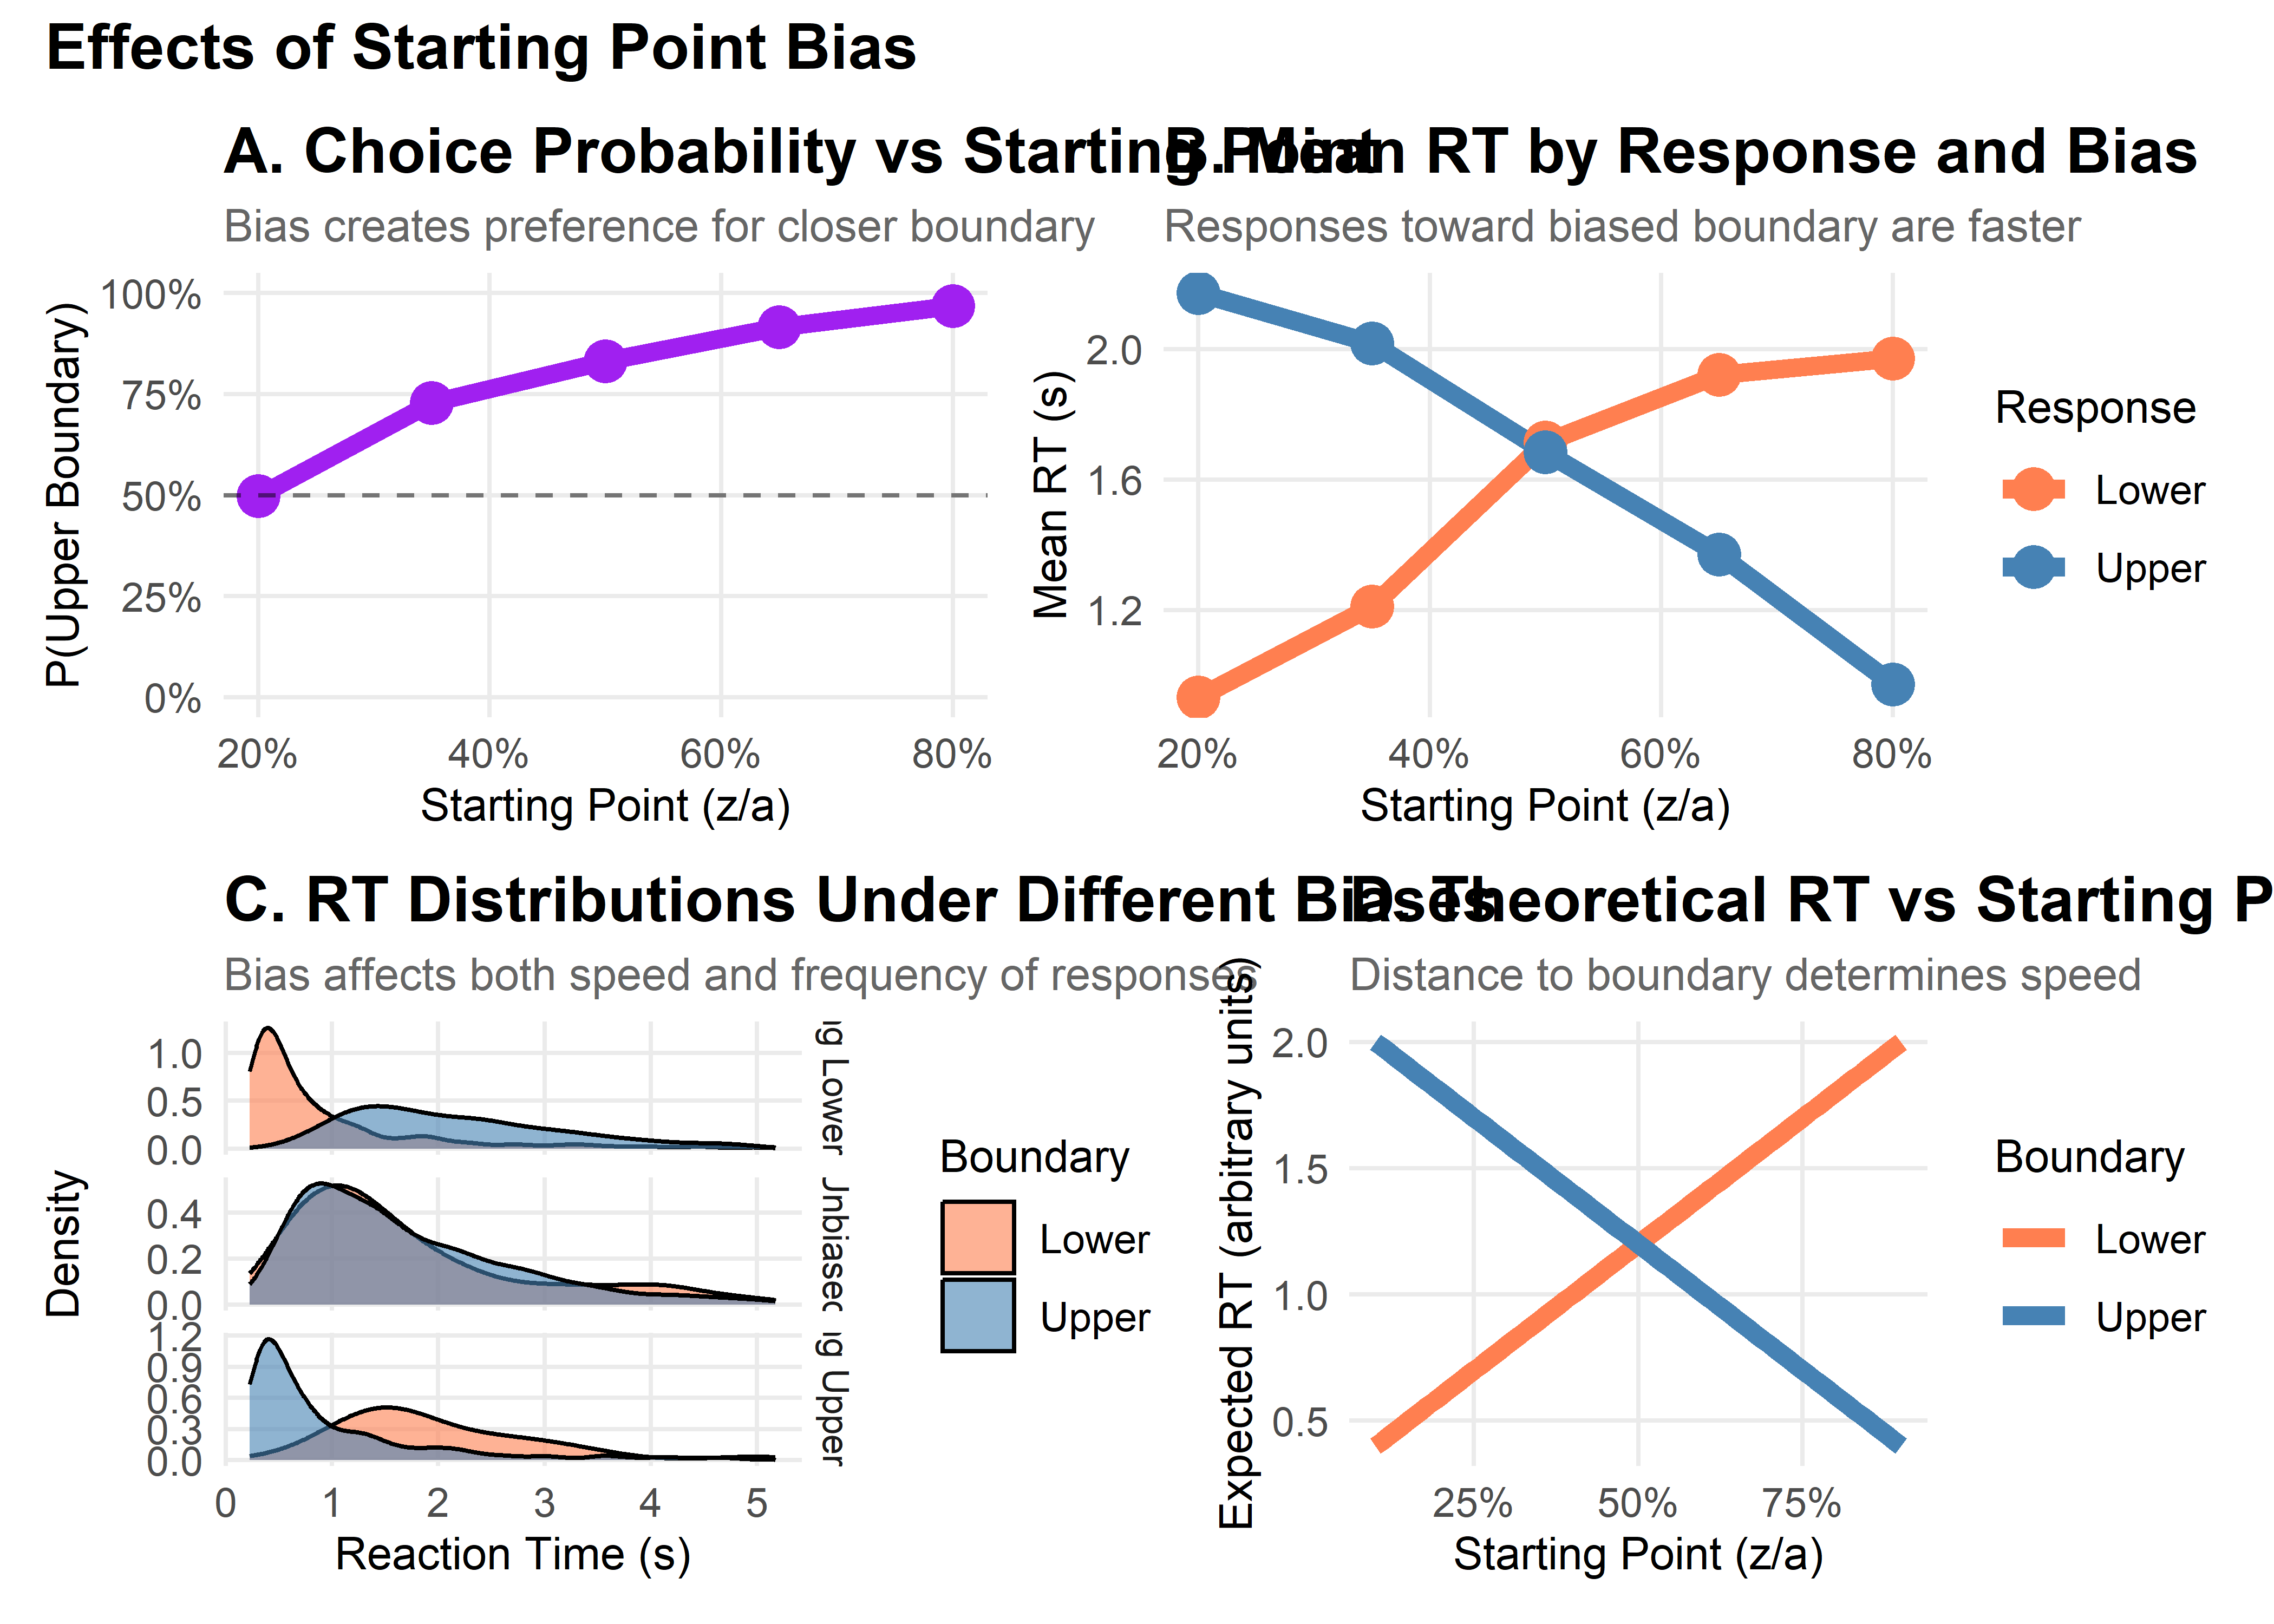 Effects of Starting Point Bias
A. Choice Probability vs Starting Point
Bias creates preference for closer boundary
P(Upper Boundary)
100%
75%
50%
25%
0%
20% 40% 60% 80%
Starting Point (z/a)
B. Mean RT by Response and Bias
Responses toward biased boundary are faster
Mean RT (s)
2.0
1.6
1.2
20% 40% 60% 80%
Starting Point (z/a)
Response
Lower
Upper
C. RT Distributions Under Different Biases
Bias affects both speed and frequency of responses
Density
1.0
0.5
0.0
Lower
0.4
0.2
0.0
1.2
0.9
0.6
0.3
0.0
Upper
0 1 2 3 4 5
Reaction Time (s)
Boundary
Lower
Upper
D. Theoretical RT vs Starting P
Distance to boundary determines speed
Expected RT (arbitrary units)
2.0
1.5
1.0
0.5
25% 50% 75%
Starting Point (z/a)
Boundary
Lower
Upper